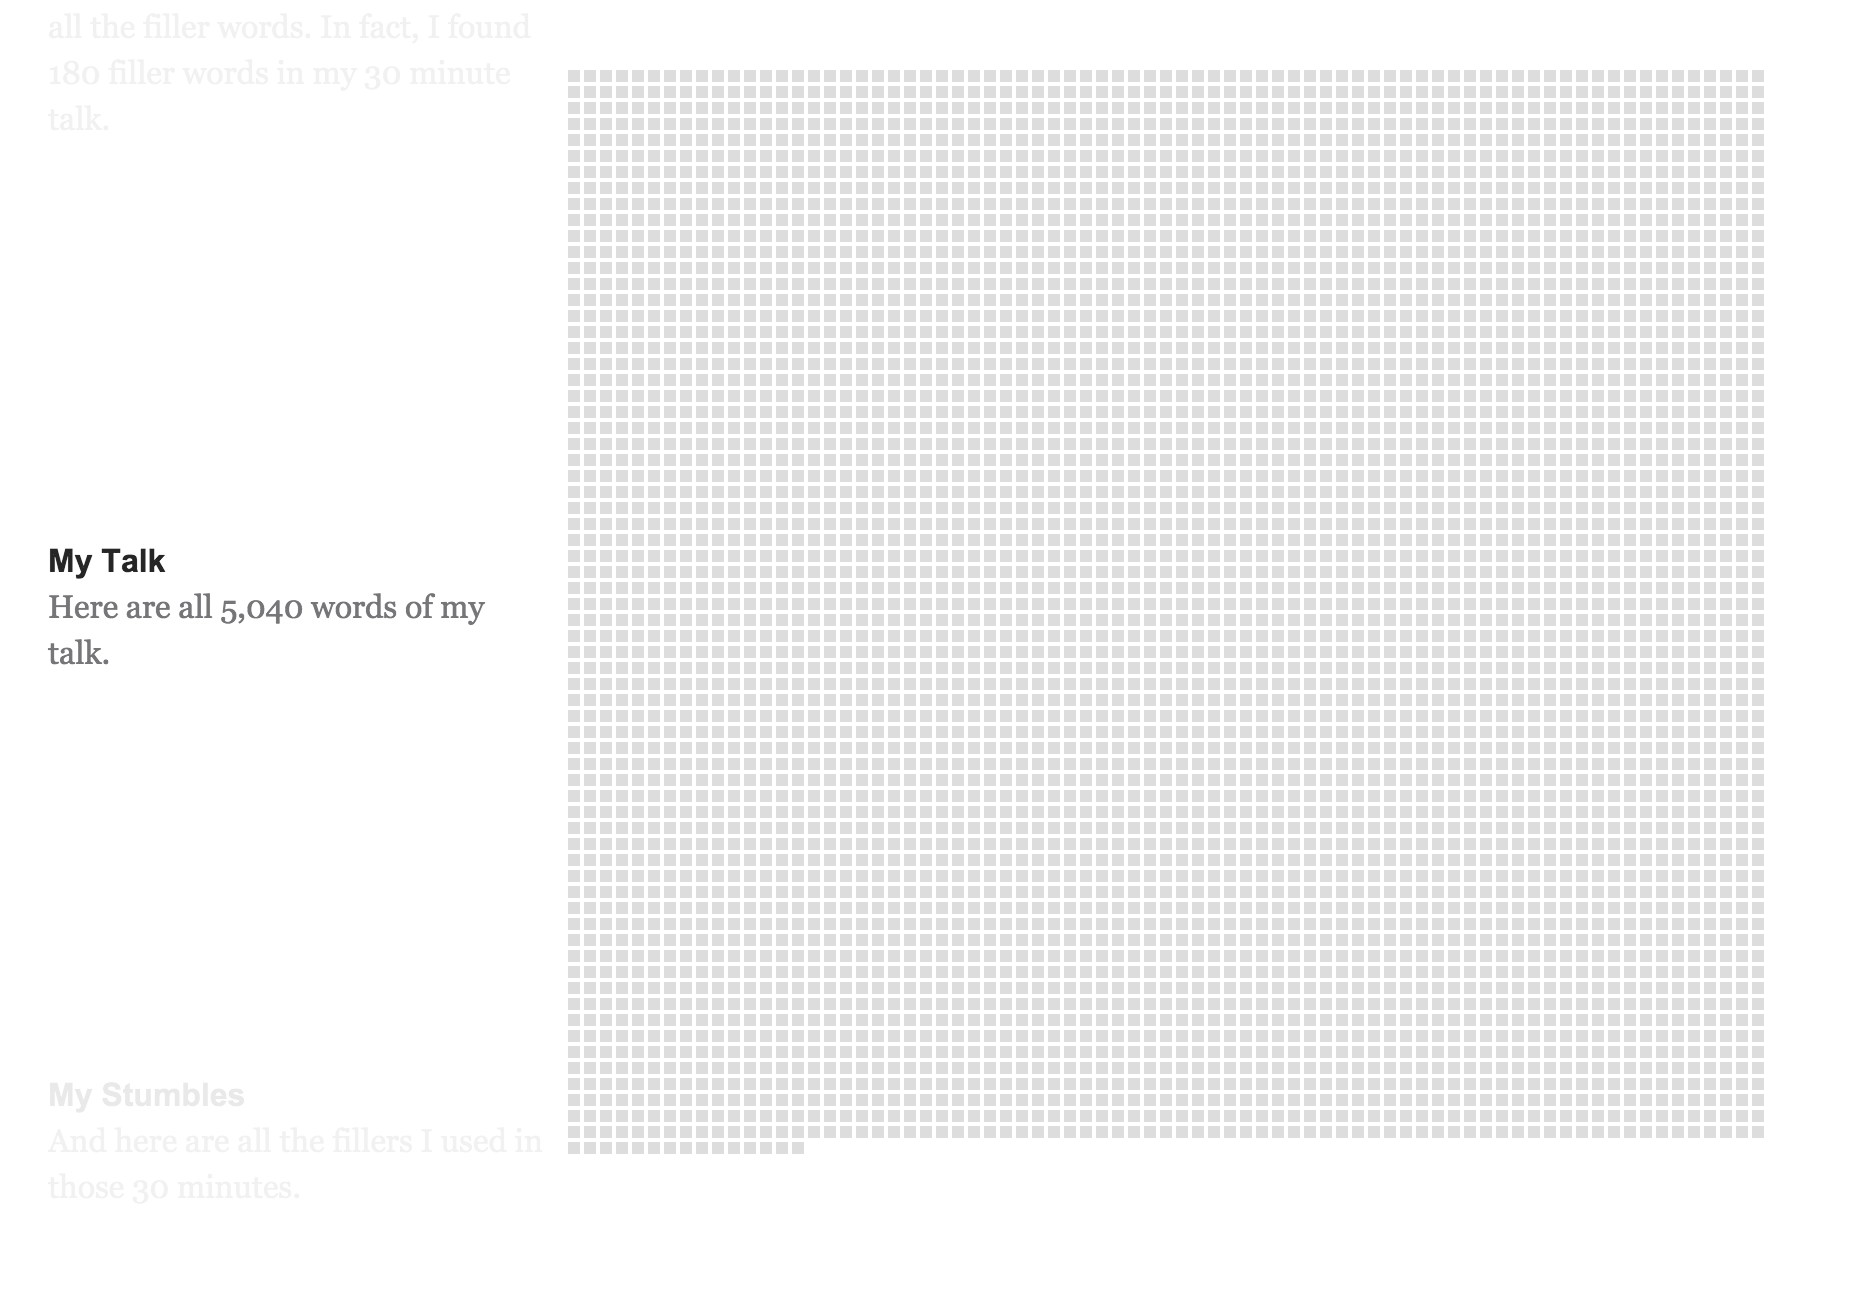 all the filler words. In fact, I found
180 filler words in my 30 minute
talk.
My Talk
Here are all 5,040 words of my
talk.
My Stumbles
And here are all the fillers I used in
those 30 minutes.